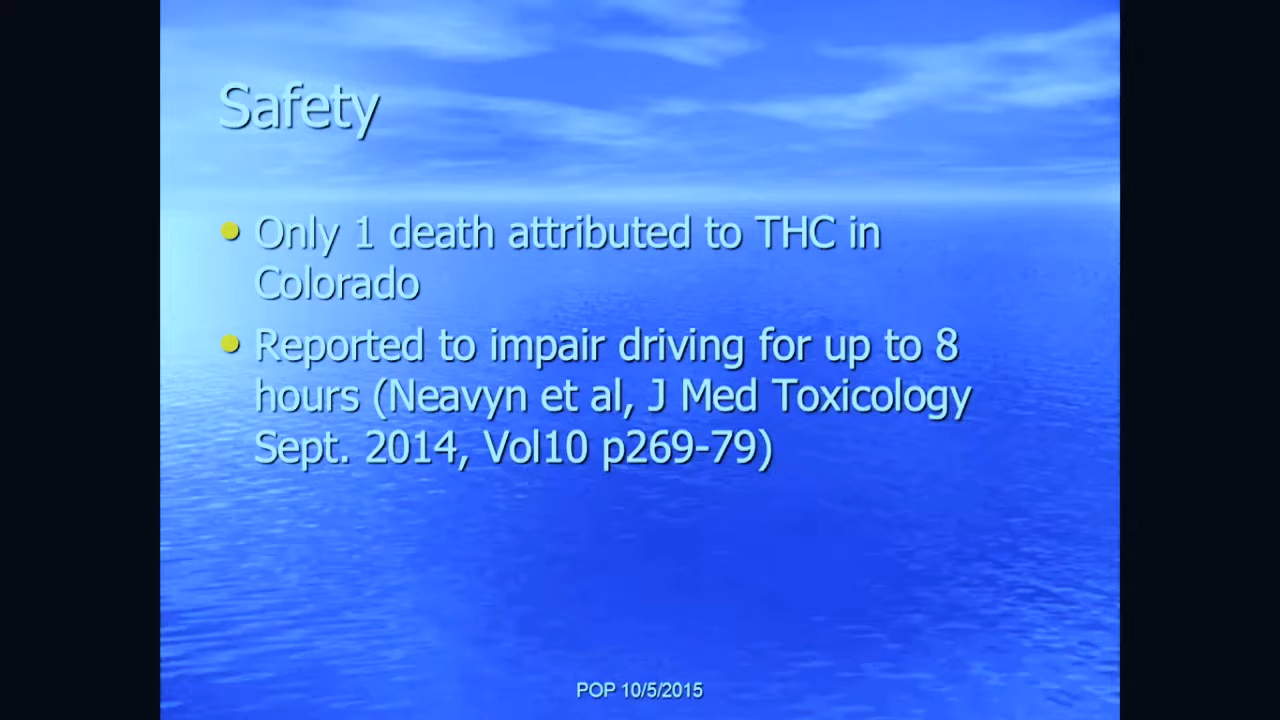 Safety
• Only 1 death attributed to THC in
Colorado
• Reported to impair driving for up to 8
hours (Neavyn et al, J Med Toxicology
Sept. 2014, Vol10 p269-79)
POP 10/5/2015